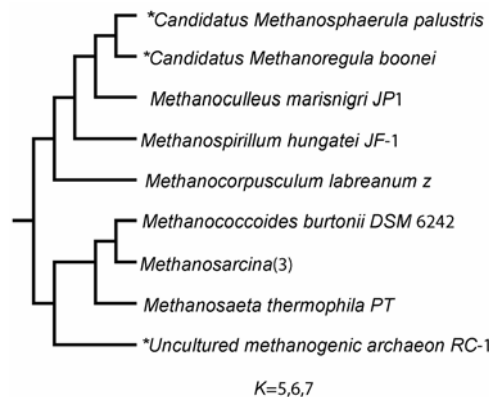 *Candidatus Methanosphaerula palustris
*Candidatus Methanoregula boonei
Methanoculleus marisnigri JP1
Methanospirillum hungatei JF-1
Methanocorpusculum labreanum z
Methanococcoides burtonii DSM 6242
Methanosarcina(3)
Methanosaeta thermophila PT
*Uncultured methanogenic archaeon RC-1
K=5,6,7